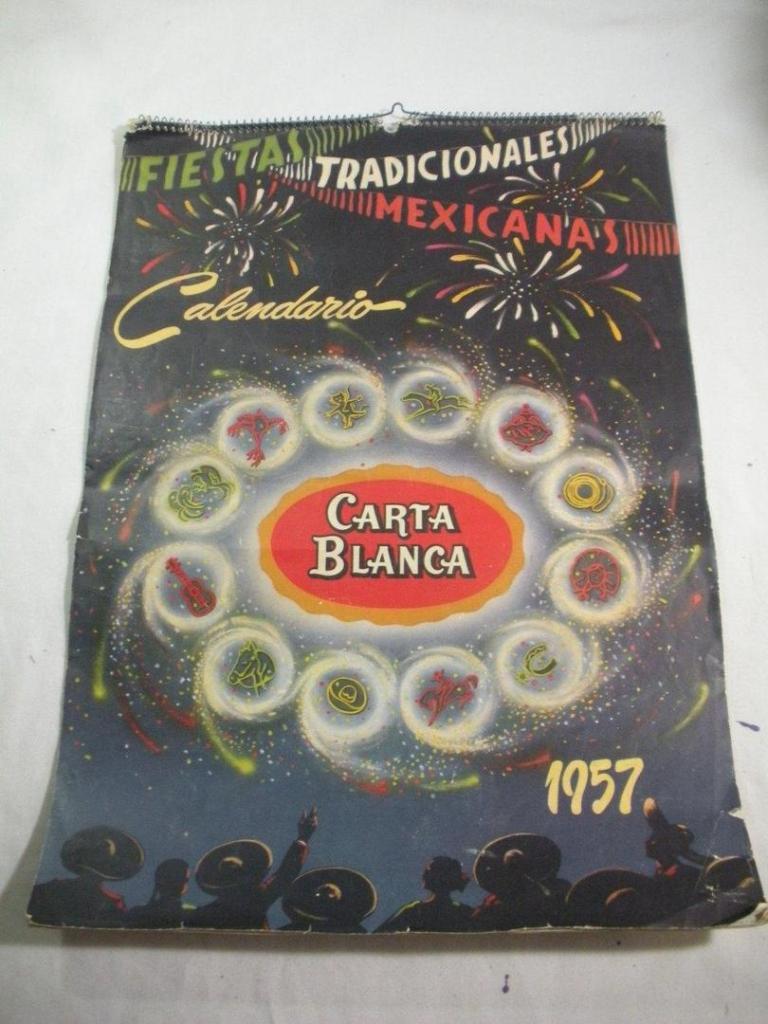 FIESTAS TRADICIONALES
MEXICANAS
Calendario
CARTA
BLANCA
1957